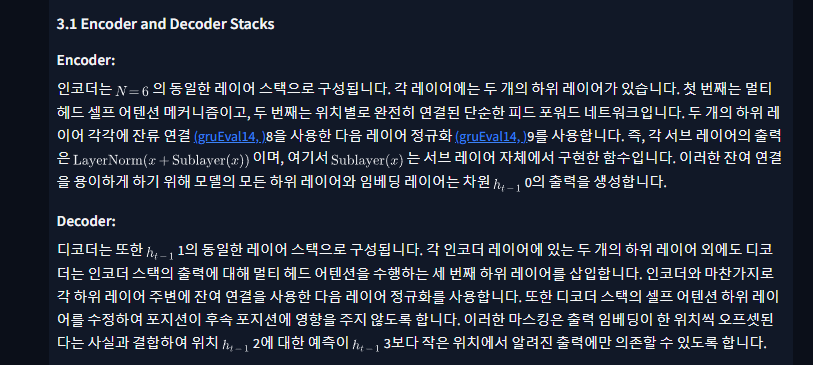 3.1 Encoder and Decoder Stacks
Encoder:
인코더는 N = 6 의 동일한 레이어 스택으로 구성됩니다. 각 레이어에는 두 개의 하위 레이어가 있습니다. 첫 번째는 멀티
헤드 셀프 어텐션 메커니즘이고, 두 번째는 위치별로 완전히 연결된 단순한 피드 포워드 네트워크입니다. 두 개의 하위 레
이어 각각에 잔류 연결 (gruEval14, )8을 사용한 다음 레이어 정규화 (gruEval14, )9를 사용합니다. 즉, 각 서브 레이어의 출력
은 LayerNorm(x + Sublayer(x)) 이며, 여기서 Sublayer(x) 는 서브 레이어 자체에서 구현한 함수입니다. 이러한 잔여 연결
을 용이하게 하기 위해 모델의 모든 하위 레이어와 임베딩 레이어는 차원 h_{t-1} 0의 출력을 생성합니다.
Decoder:
디코더는 또한 h_{t-1} 1의 동일한 레이어 스택으로 구성됩니다. 각 인코더 레이어에 있는 두 개의 하위 레이어 외에도 디코
더는 인코더 스택의 출력에 대해 멀티 헤드 어텐션을 수행하는 세 번째 하위 레이어를 삽입합니다. 인코더와 마찬가지로
각 하위 레이어 주변에 잔여 연결을 사용한 다음 레이어 정규화를 사용합니다. 또한 디코더 스택의 셀프 어텐션 하위 레이
어를 수정하여 포지션이 후속 포지션에 영향을 주지 않도록 합니다. 이러한 마스킹은 출력 임베딩이 한 위치씩 오프셋된
다는 사실과 결합하여 위치 h_{t-1} 2에 대한 예측이 h_{t-1} 3보다 작은 위치에서 알려진 출력에만 의존할 수 있도록 합니다.